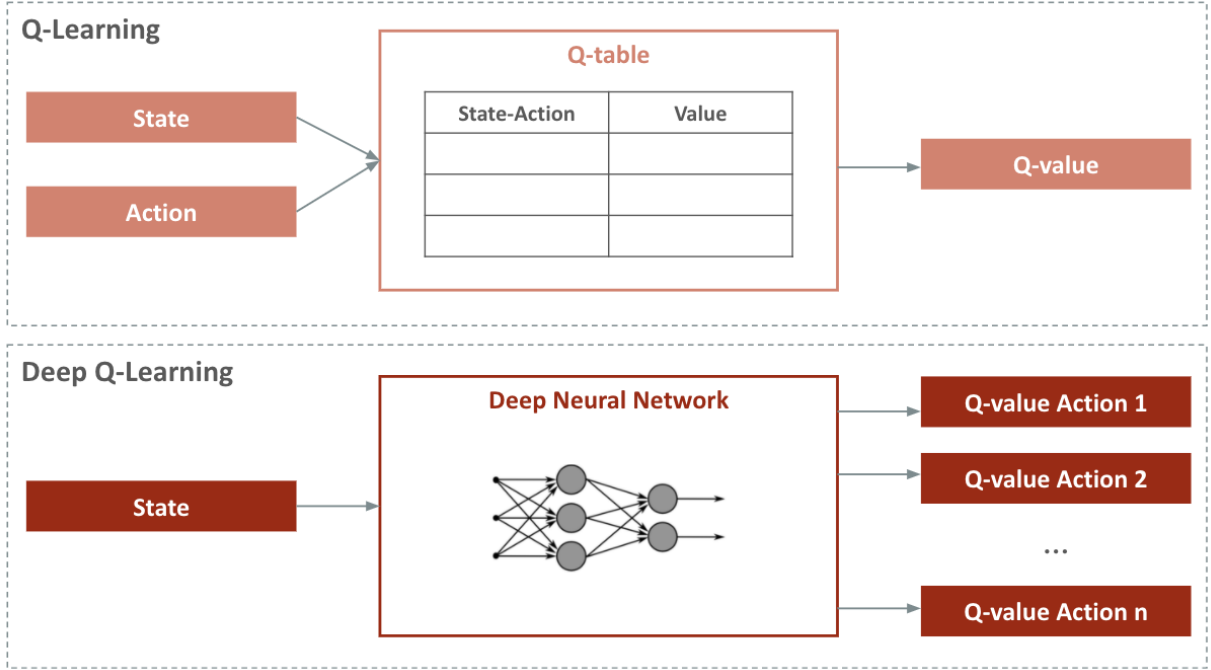 Q-Learning
State
Action
Q-table
State-Action Value
Q-value
Deep Q-Learning
State
Deep Neural Network
Q-value Action 1
Q-value Action 2
...
Q-value Action n